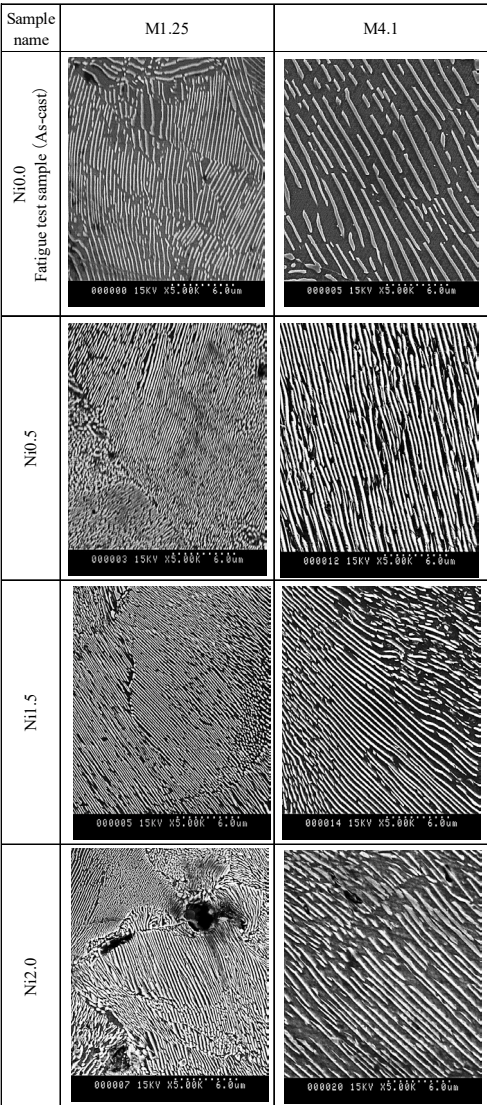 Sample name
M1.25
M4.1
Ni0.0
Fatigue test sample (As-cast)
000000 15KV X5.00K 6.0um
000005 15KV X5.00K 6.0um
Ni0.5
000003 15KV X5.00K 6.0um
000012 15KV X5.00K 6.0um
Ni1.5
000005 15KV X5.00K 6.0um
000014 15KV X5.00K 6.0um
Ni2.0
000007 15KV X5.00K 6.0um
000020 15KV X5.00K 6.0um